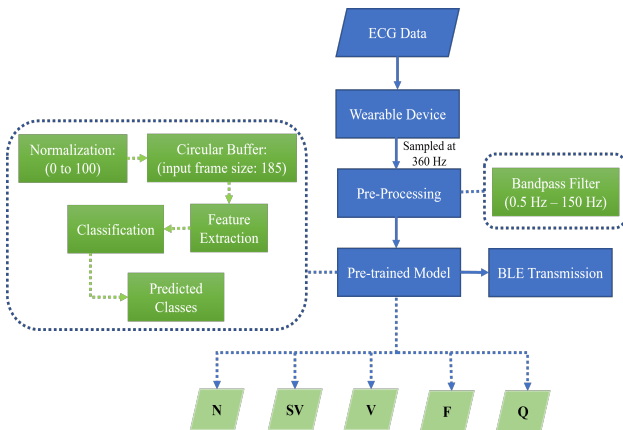 ECG Data
Wearable Device
Sampled at
360 Hz
Pre-Processing
Bandpass Filter
(0.5 Hz – 150 Hz)
Pre-trained Model
BLE Transmission
Normalization:
(0 to 100)
Circular Buffer:
(input frame size: 185)
Feature
Extraction
Classification
Predicted
Classes
N
SV
V
F
Q